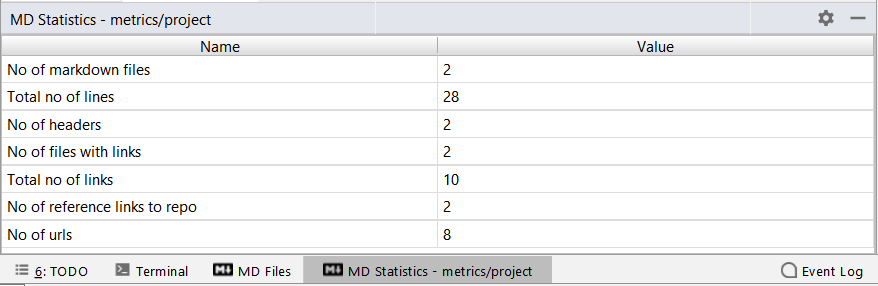 MD Statistics - metrics/project
Name Value
No of markdown files 2
Total no of lines 28
No of headers 2
No of files with links 2
Total no of links 10
No of reference links to repo 2
No of urls 8
6: TODO Terminal MD Files MD Statistics - metrics/project Event Log